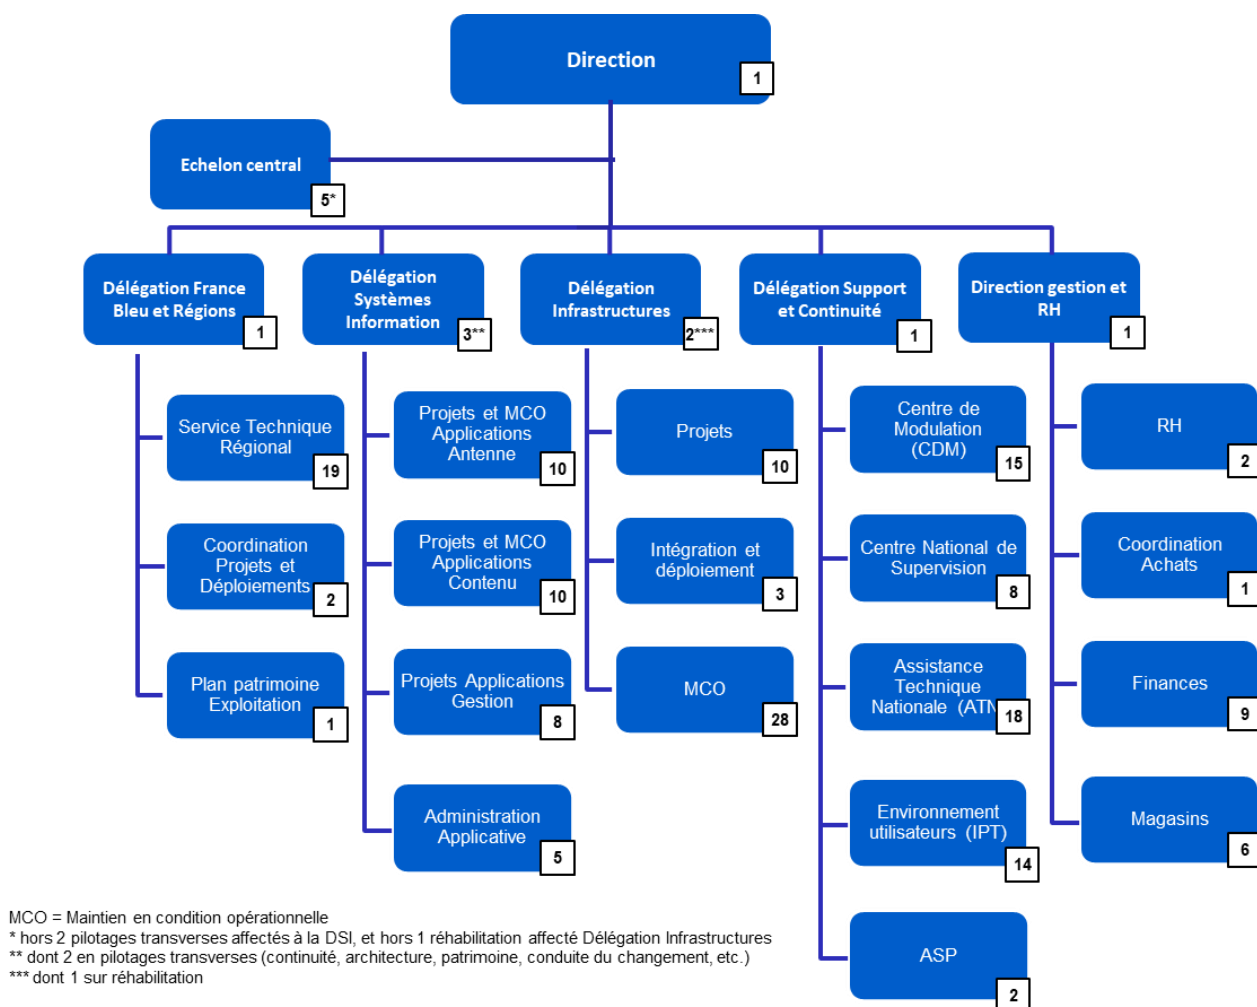 Direction
1
Echelon central
5*
Délégation France
Bleu et Régions
1
Délégation
Systèmes
Information
3**
Délégation
Infrastructures
2***
Délégation Support
et Continuité
1
Direction gestion et
RH
1
Service Technique
Régional
19
Coordination
Projets et
Déploiements
2
Plan patrimoine
Exploitation
1
Projets et MCO
Applications
Antenne
10
Projets et MCO
Applications
Contenu
10
Projets Applications
Gestion
8
Administration
Applicative
5
Projets
10
Intégration et
déploiement
3
MCO
28
Centre de
Modulation
(CDM)
15
Centre National de
Supervision
8
Assistance
Technique
Nationale (ATN
18
Environnement
utilisateurs (IPT)
14
ASP
2
RH
2
Coordination
Achats
1
Finances
9
Magasins
6
MCO = Maintien en condition opérationnelle
* hors 2 pilotages transverses affectés à la DSI, et hors 1 réhabilitation affecté Délégation Infrastructures
** dont 2 en pilotages transverses (continuité, architecture, patrimoine, conduite du changement, etc.)
*** dont 1 sur réhabilitation